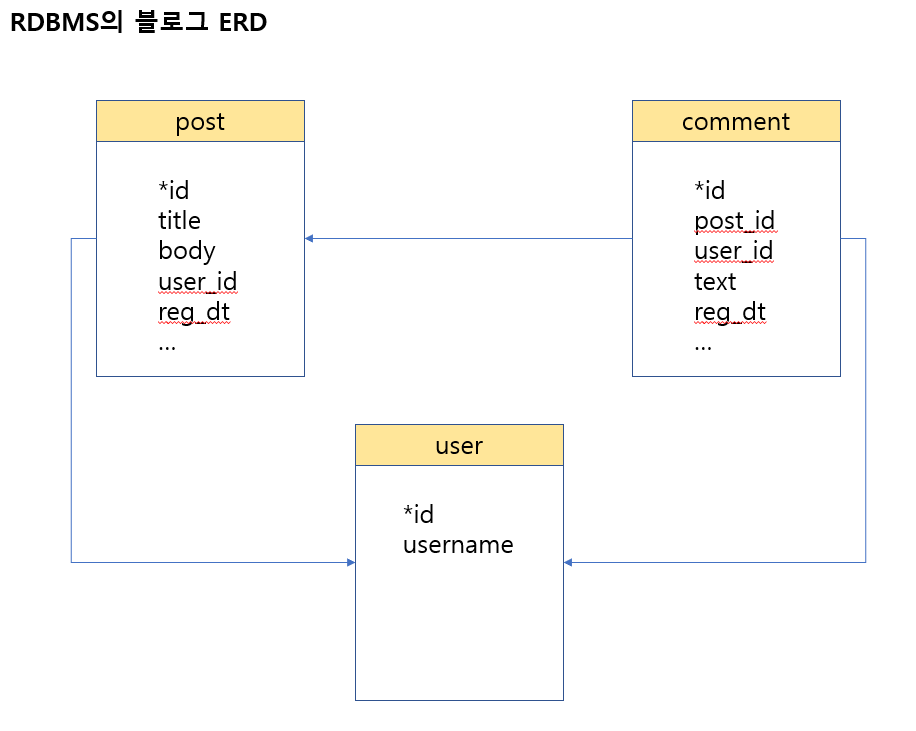 RDBMS의 블로그 ERD
post
*id
title
body
user_id
reg_dt
...
comment
*id
post_id
user_id
text
reg_dt
...
user
*id
username